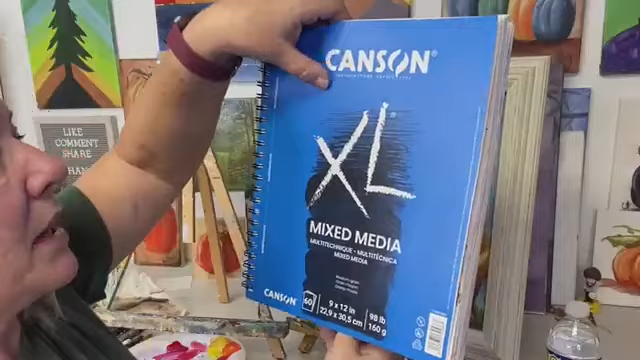 CANSON®
XL
MIXED MEDIA
MULTITECHNIQUE • MULTITÉCNICA
MIXED MEDIA
CANSON
60
9 x 12 in
22,9 x 30,5 cm
98 lb
160 g
LIKE
COMMENT
SHARE